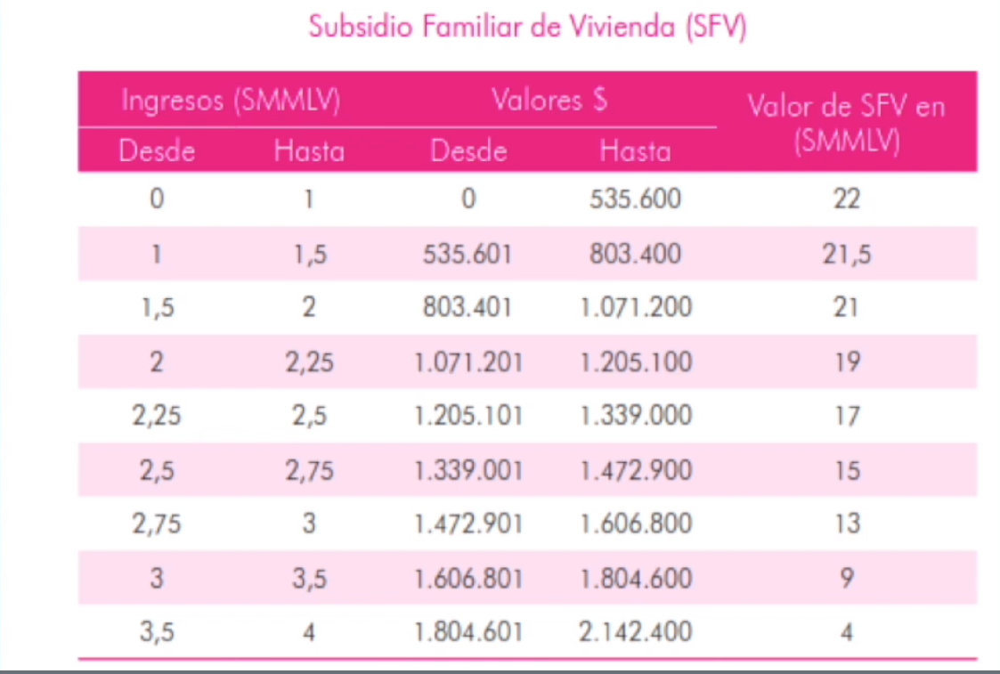 Subsidio Familiar de Vivienda (SFV)
Ingresos (SMMLV) Valores $ Valor de SFV en (SMMLV)
Desde Hasta Desde Hasta
0 1 0 535.600 22
1 1,5 535.601 803.400 21,5
1,5 2 803.401 1.071.200 21
2 2,25 1.071.201 1.205.100 19
2,25 2,5 1.205.101 1.339.000 17
2,5 2,75 1.339.001 1.472.900 15
2,75 3 1.472.901 1.606.800 13
3 3,5 1.606.801 1.804.600 9
3,5 4 1.804.601 2.142.400 4